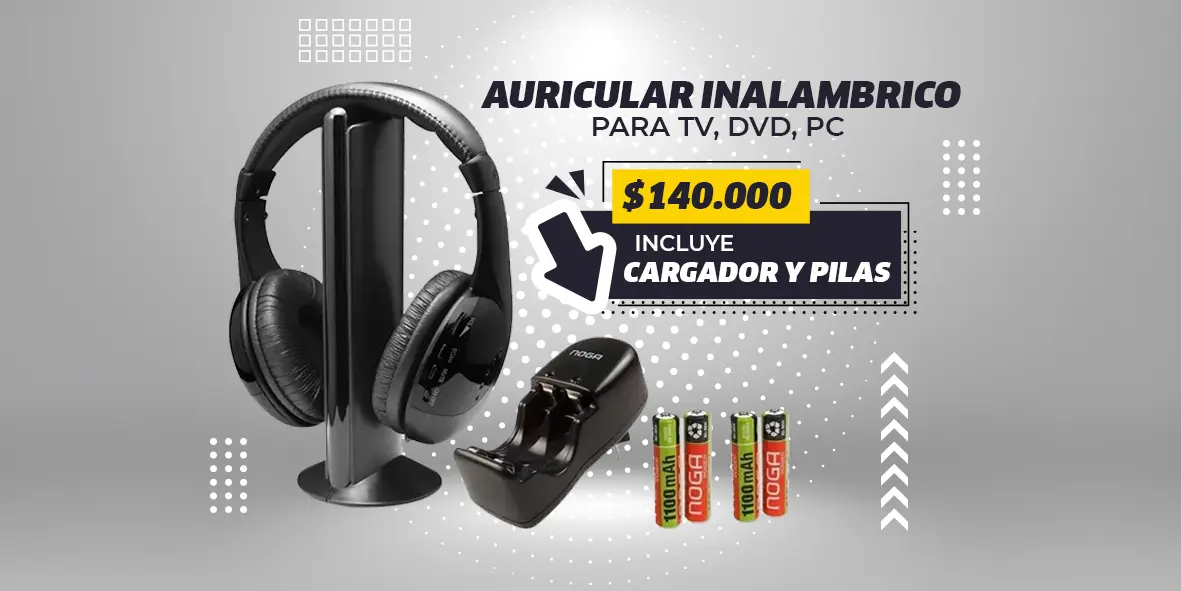 AURICULAR INALAMBRICO
PARA TV, DVD, PC
$140.000
INCLUYE
CARGADOR Y PILAS
NOGA
1100mAh
NOGA
1100mAh
NOGA